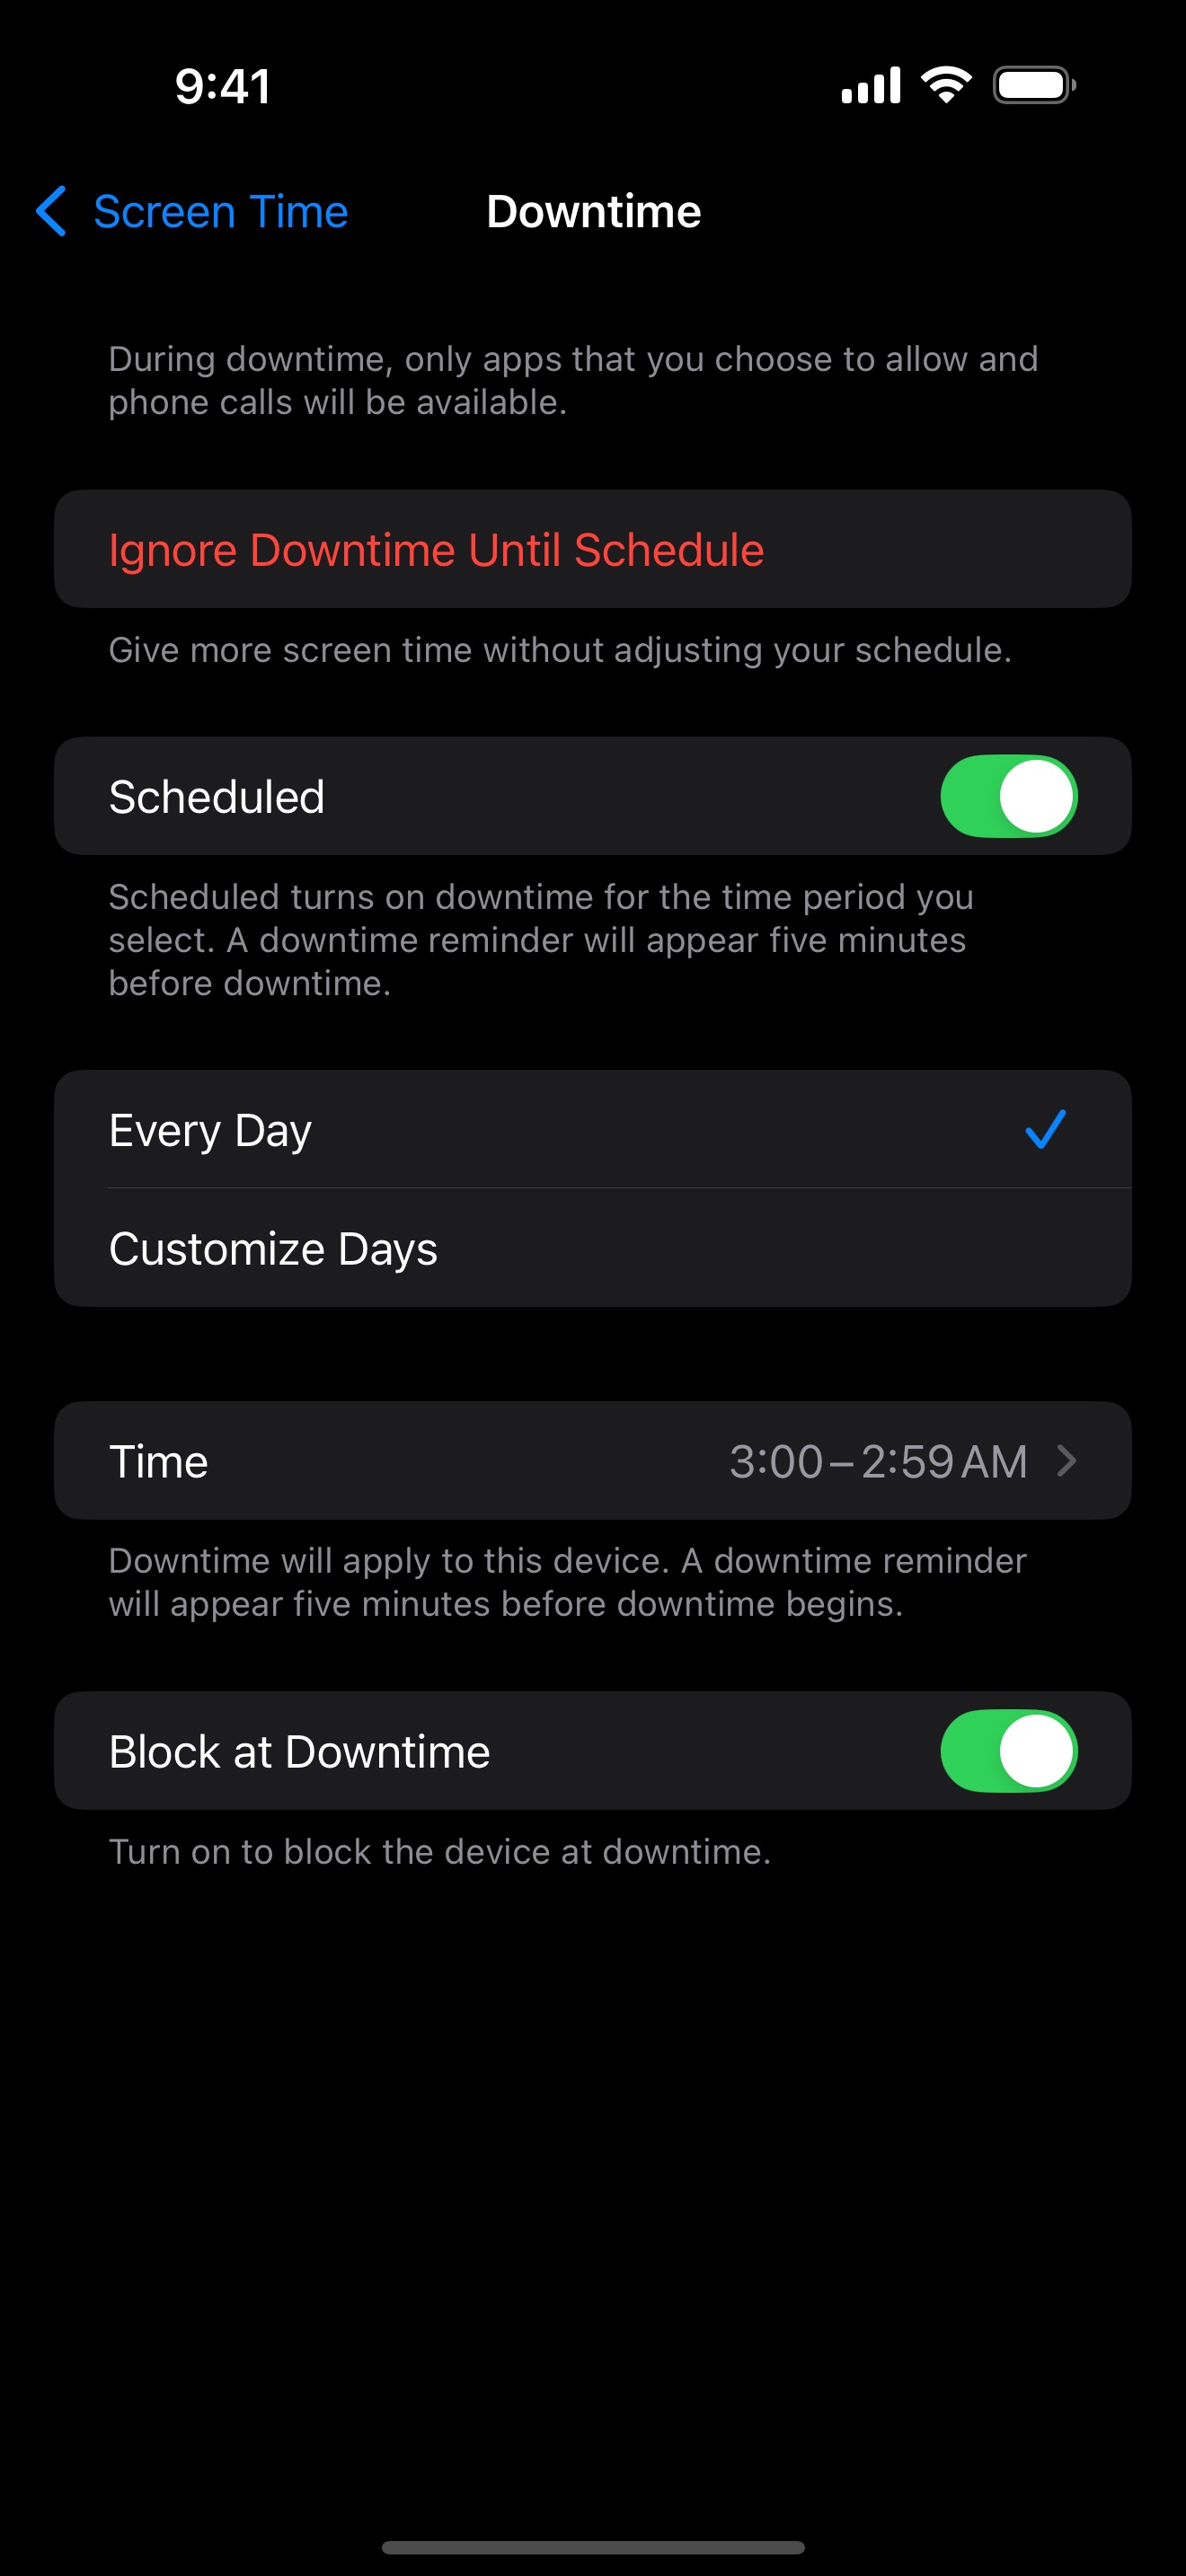 9:41
Screen Time
Downtime
During downtime, only apps that you choose to allow and
phone calls will be available.
Ignore Downtime Until Schedule
Give more screen time without adjusting your schedule.
Scheduled
Scheduled turns on downtime for the time period you
select. A downtime reminder will appear five minutes
before downtime.
Every Day
Customize Days
Time 3:00 – 2:59 AM
Downtime will apply to this device. A downtime reminder
will appear five minutes before downtime begins.
Block at Downtime
Turn on to block the device at downtime.